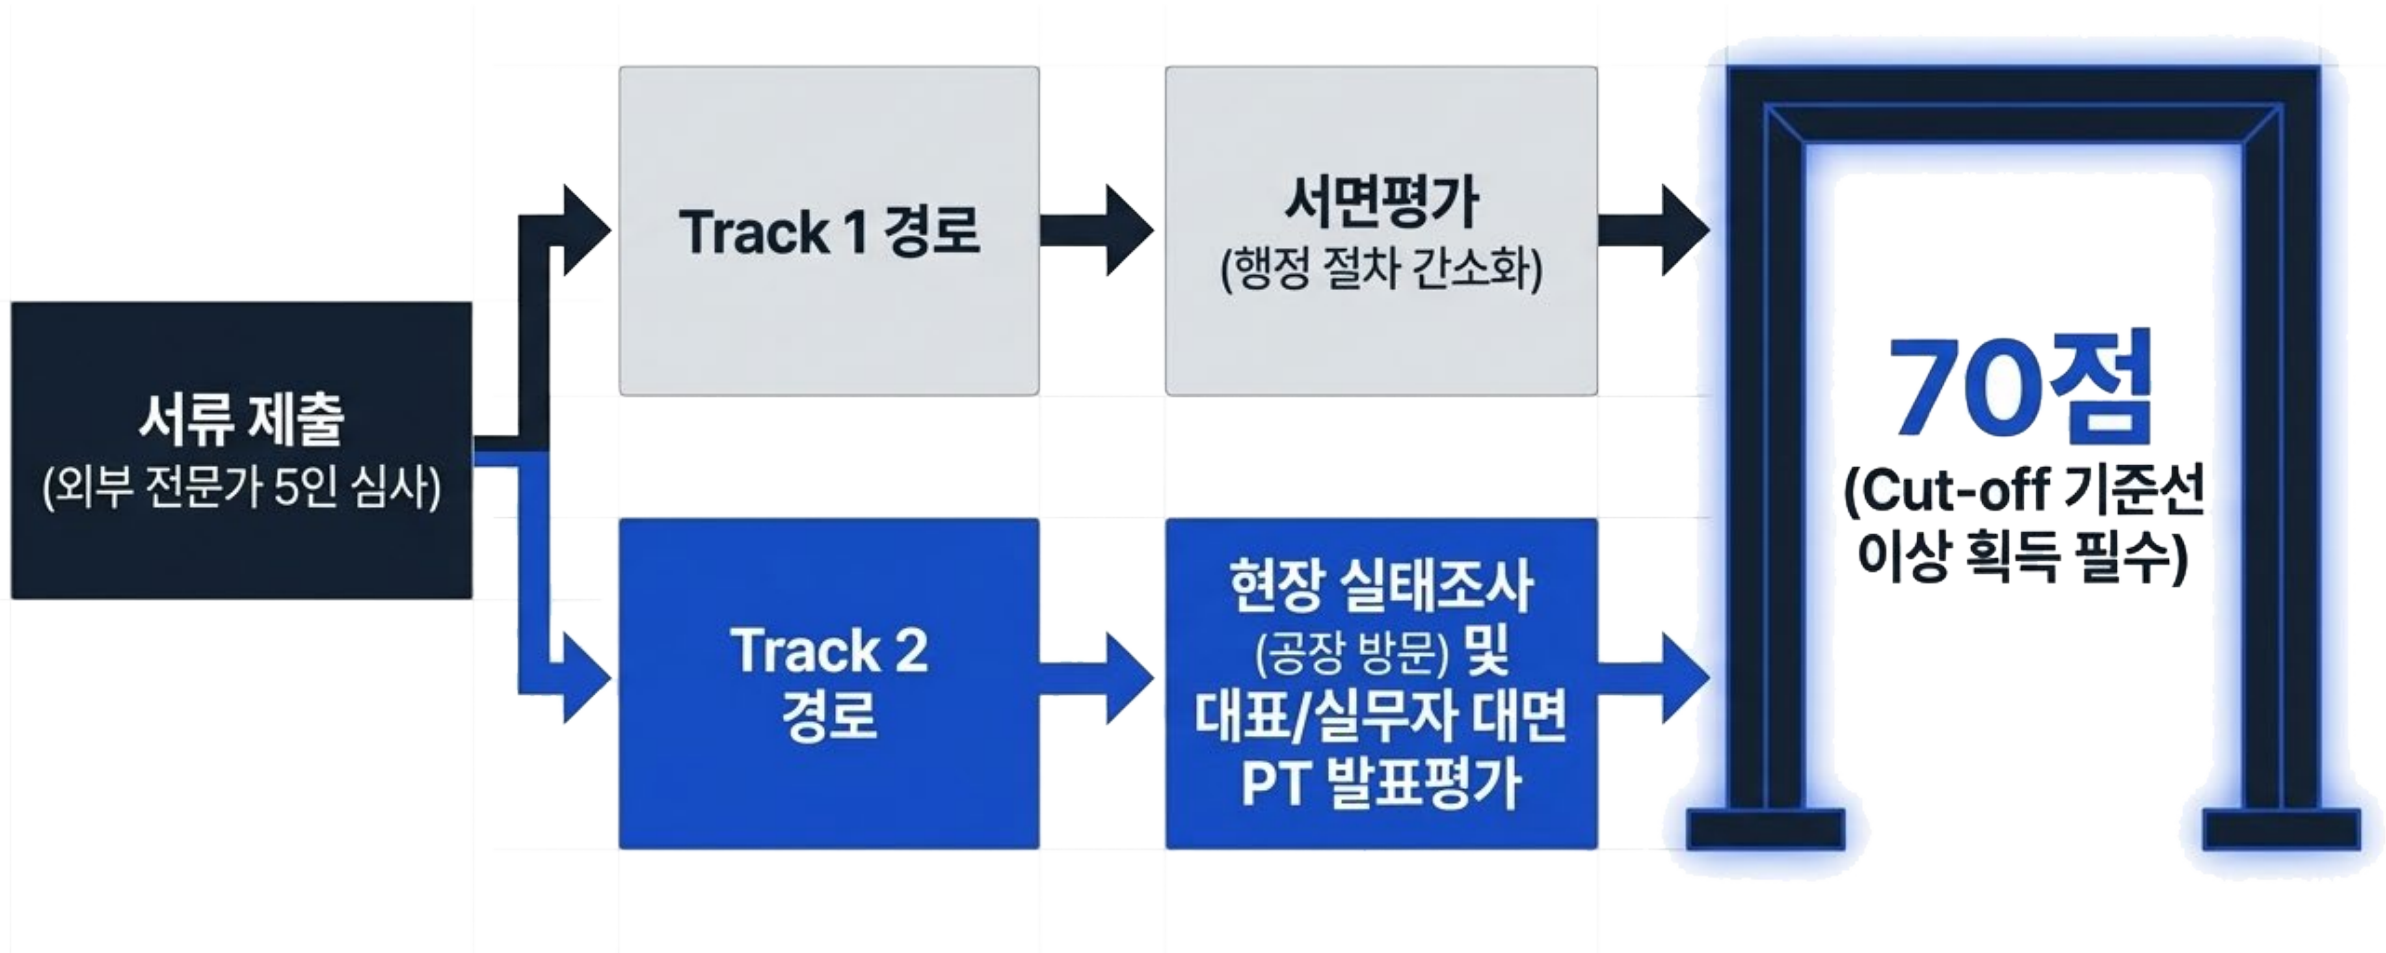 서류 제출
(외부 전문가 5인 심사)
Track 1 경로
서면평가
(행정 절차 간소화)
Track 2
경로
현장 실태조사
(공장 방문) 및
대표/실무자 대면
PT 발표평가
70점
(Cut-off 기준선
이상 획득 필수)